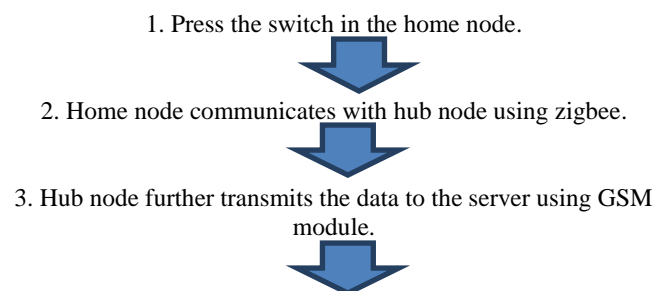 1. Press the switch in the home node.
2. Home node communicates with hub node using zigbee.
3. Hub node further transmits the data to the server using GSM
module.